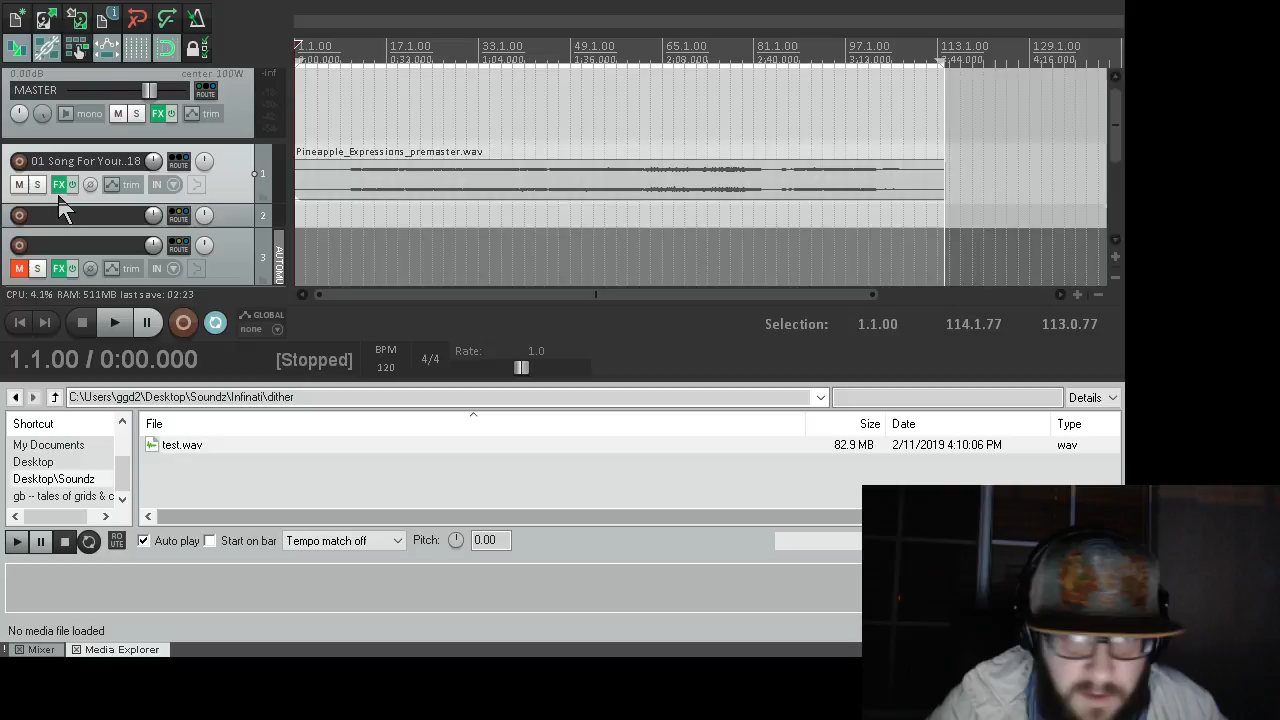 1.1.00 17.1.00 33.1.00 49.1.00 65.1.00 81.1.00 97.1.00 113.1.00 129.1.00
0:00.000 0:32.000 1:04.000 1:36.000 2:08.000 2:40.000 3:12.000 3:44.000 4:16.000
0.00dB center 100W -inf
MASTER
mono M S FX trim
ROUTE
Pineapple_Expressions_premaster.wav
01 Song For Your..18 ROUTE
M S FX trim IN
1
ROUTE 2
ROUTE
M S FX trim IN
3
CPU: 4.1% RAM: 511MB last save: 02:23
GLOBAL
none
Selection: 1.1.00 114.1.77 113.0.77
1.1.00 / 0:00.000 [Stopped]
BPM
120
4/4
Rate: 1.0
C:\Users\ggd2\Desktop\Soundz\Infinati\dither Details
Shortcut File Size Date Type
My Documents test.wav 82.9 MB 2/11/2019 4:10:06 PM wav
Desktop
Desktop\Soundz
gb -- tales of grids & c
RO
UTE
Auto play Start on bar Tempo match off Pitch: 0.00
No media file loaded
Mixer Media Explorer